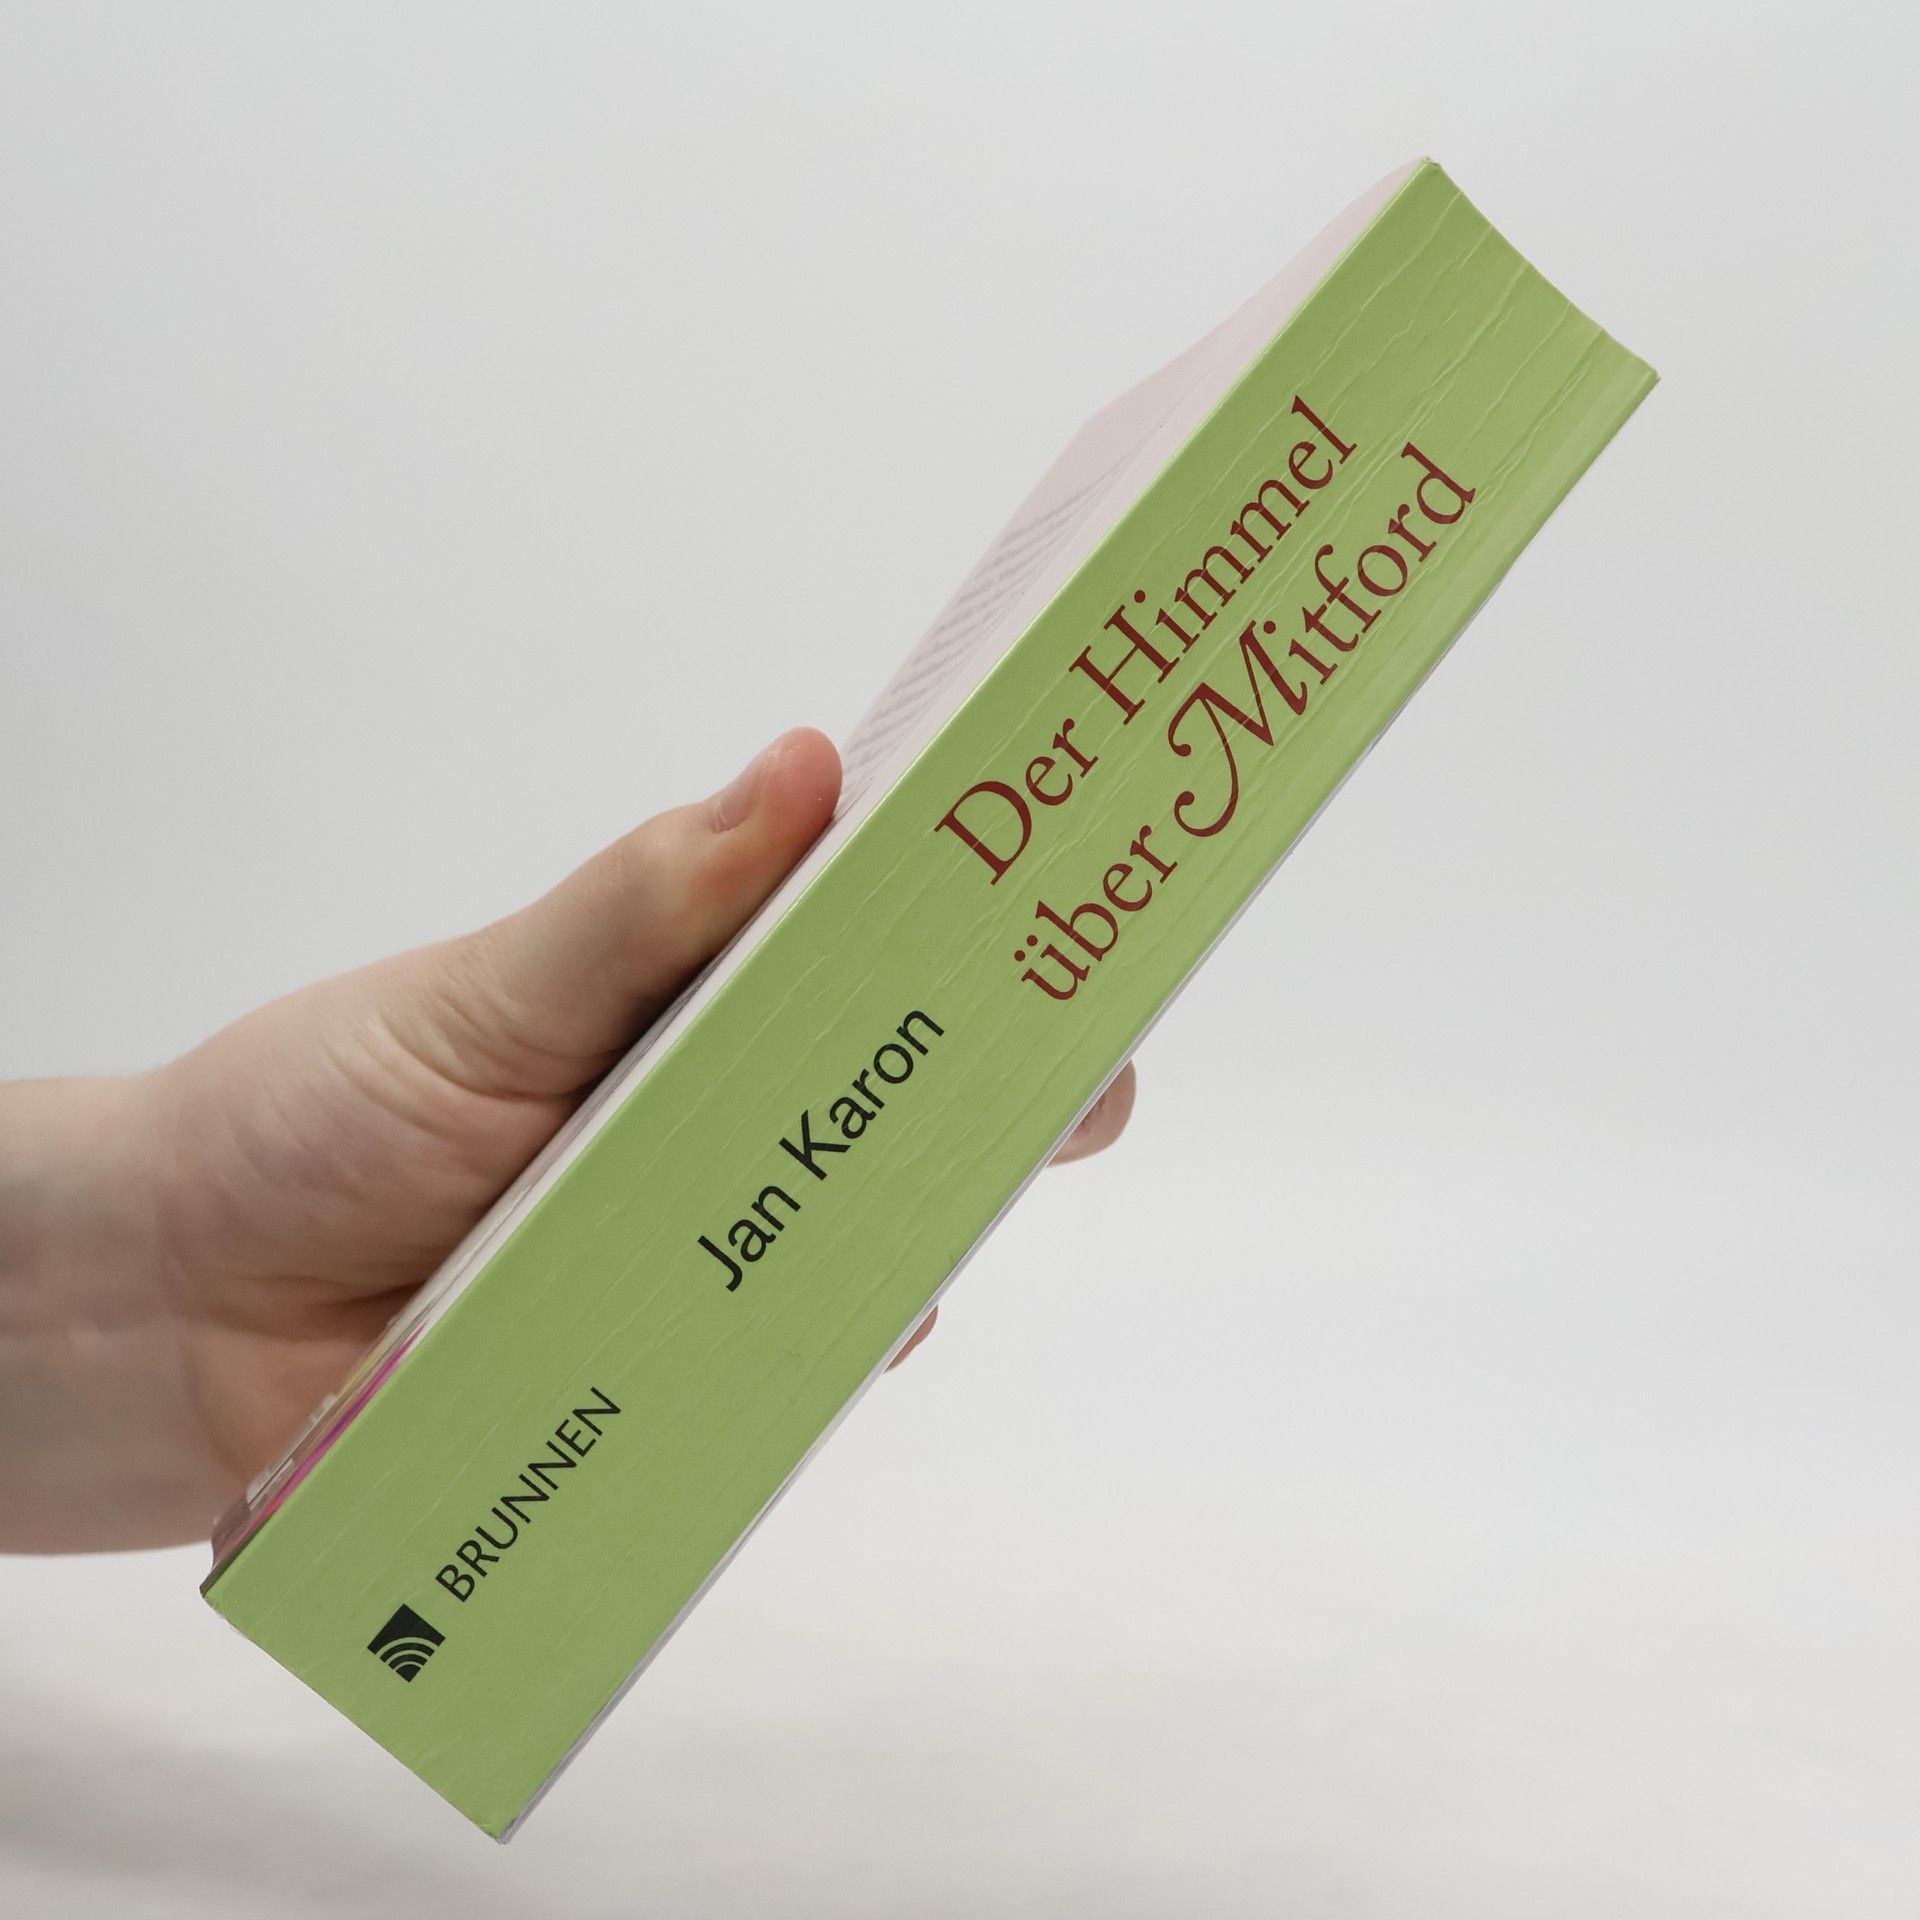 Der Himmel
über Mitford
Jan Karon
BRUNNEN